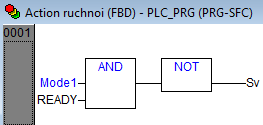 Action ruchnoi (FBD) - PLC_PRG (PRG-SFC)
0001
AND
NOT
Mode1
Sv
READY